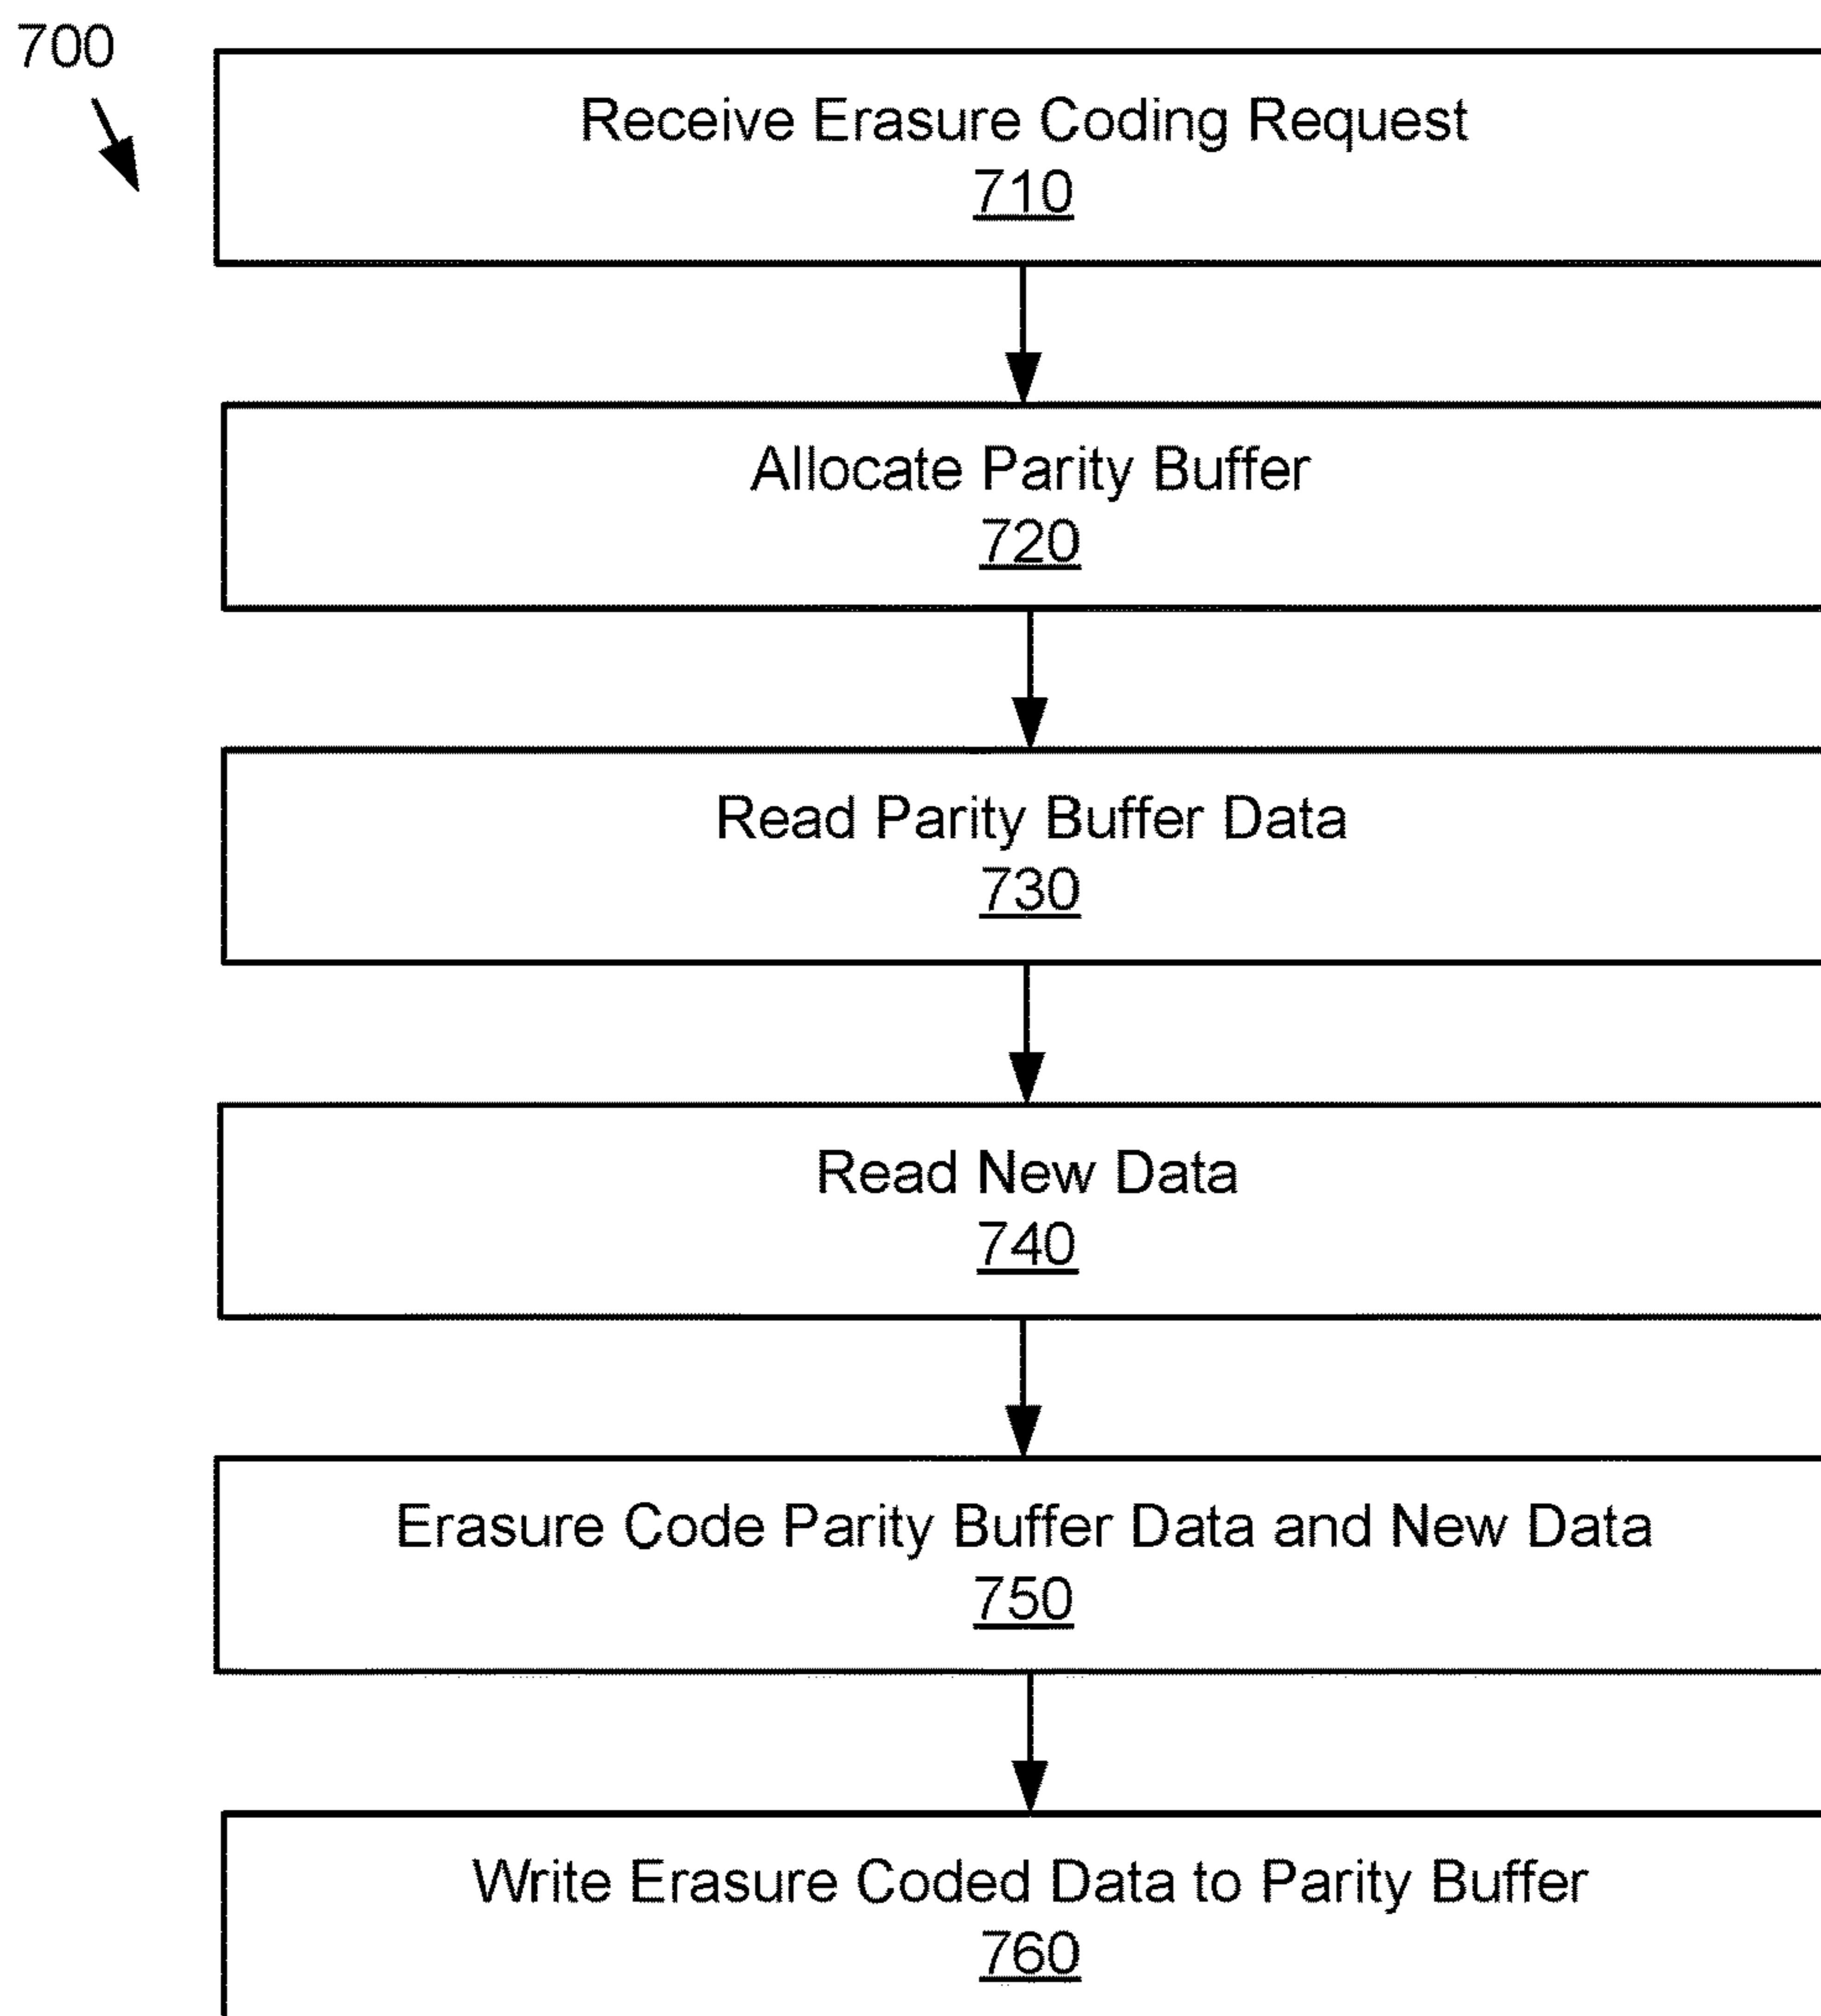 700
Receive Erasure Coding Request
710
Allocate Parity Buffer
720
Read Parity Buffer Data
730
Read New Data
740
Erasure Code Parity Buffer Data and New Data
750
Write Erasure Coded Data to Parity Buffer
760